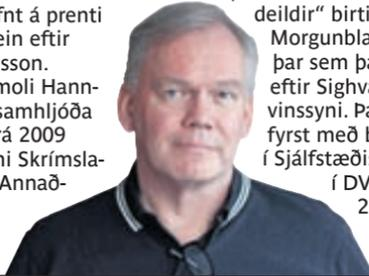 fnt á prenti
ein eftir
sson.
moli Hann-
samhljóða
rá 2009
ni Skrímsla-
Annað-
deildir“ birti
Morgunbla
þar sem þa
eftir Sighva
vinssyni. Þa
fyrst með b
í Sjálfstæðis
í DV
2